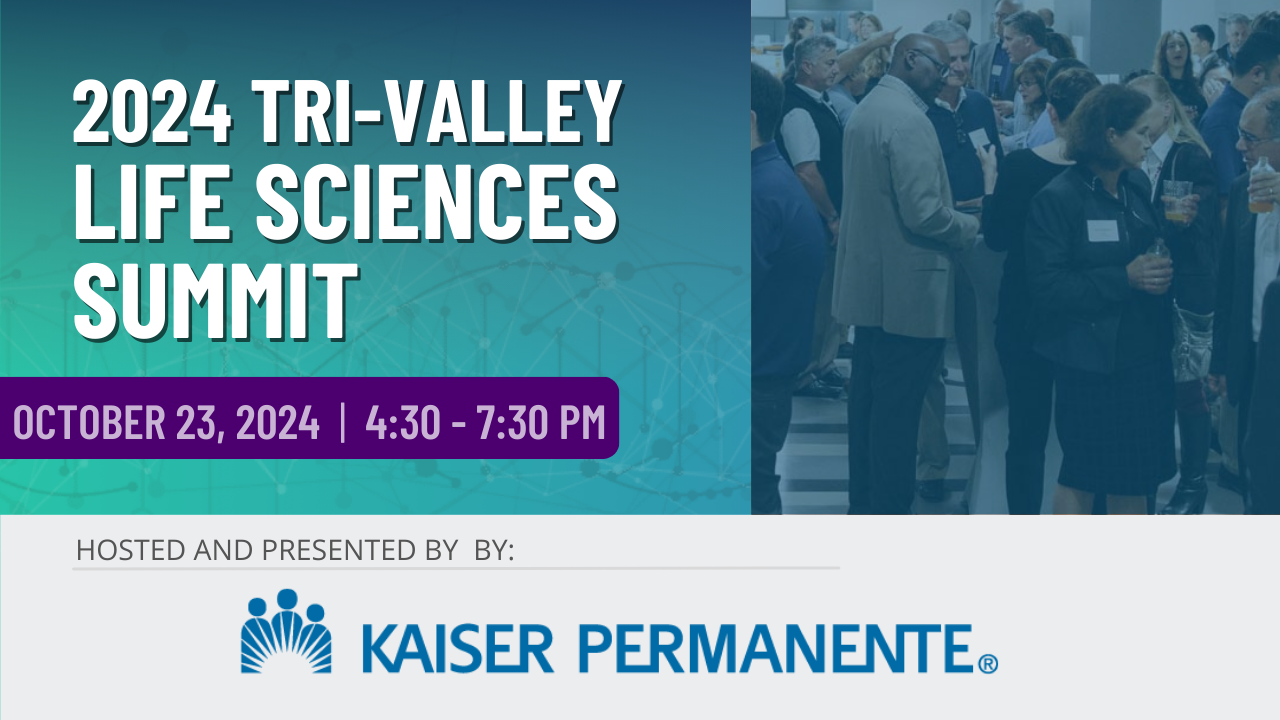 2024 TRI-VALLEY
LIFE SCIENCES
SUMMIT
OCTOBER 23, 2024 | 4:30 - 7:30 PM
HOSTED AND PRESENTED BY  BY:
KAISER PERMANENTE®